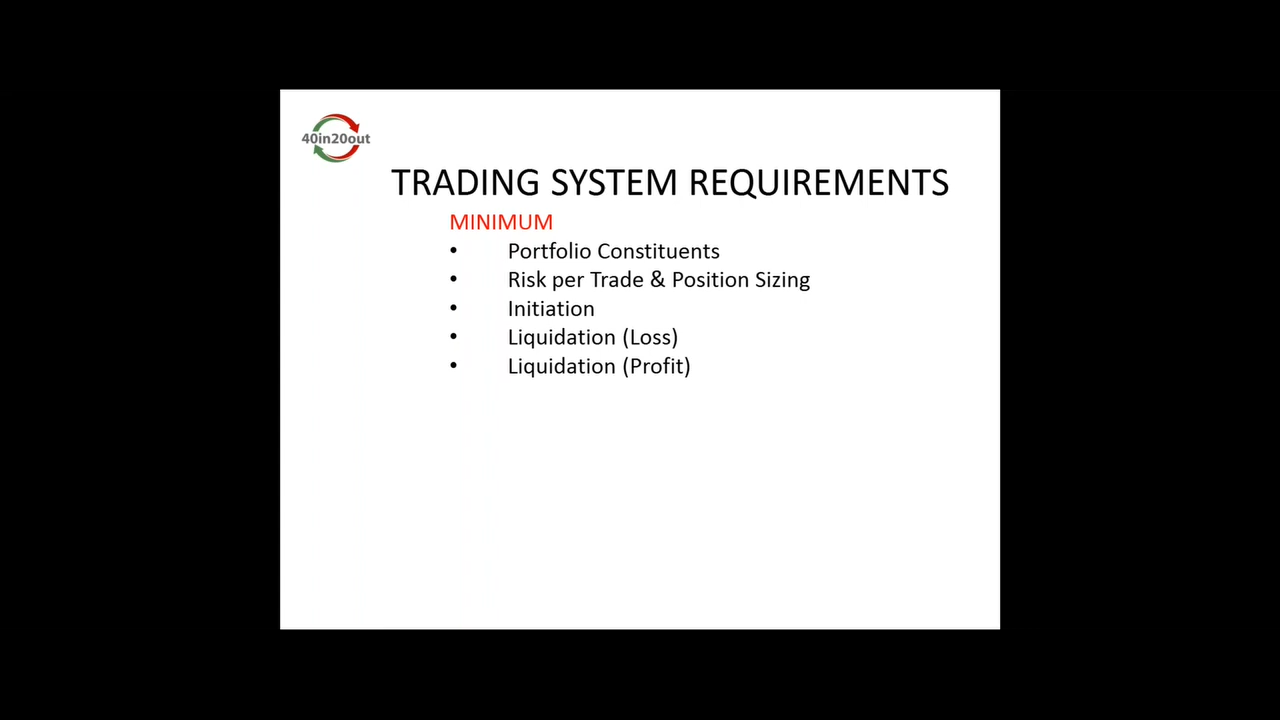 40in20out
TRADING SYSTEM REQUIREMENTS
MINIMUM
• Portfolio Constituents
• Risk per Trade & Position Sizing
• Initiation
• Liquidation (Loss)
• Liquidation (Profit)